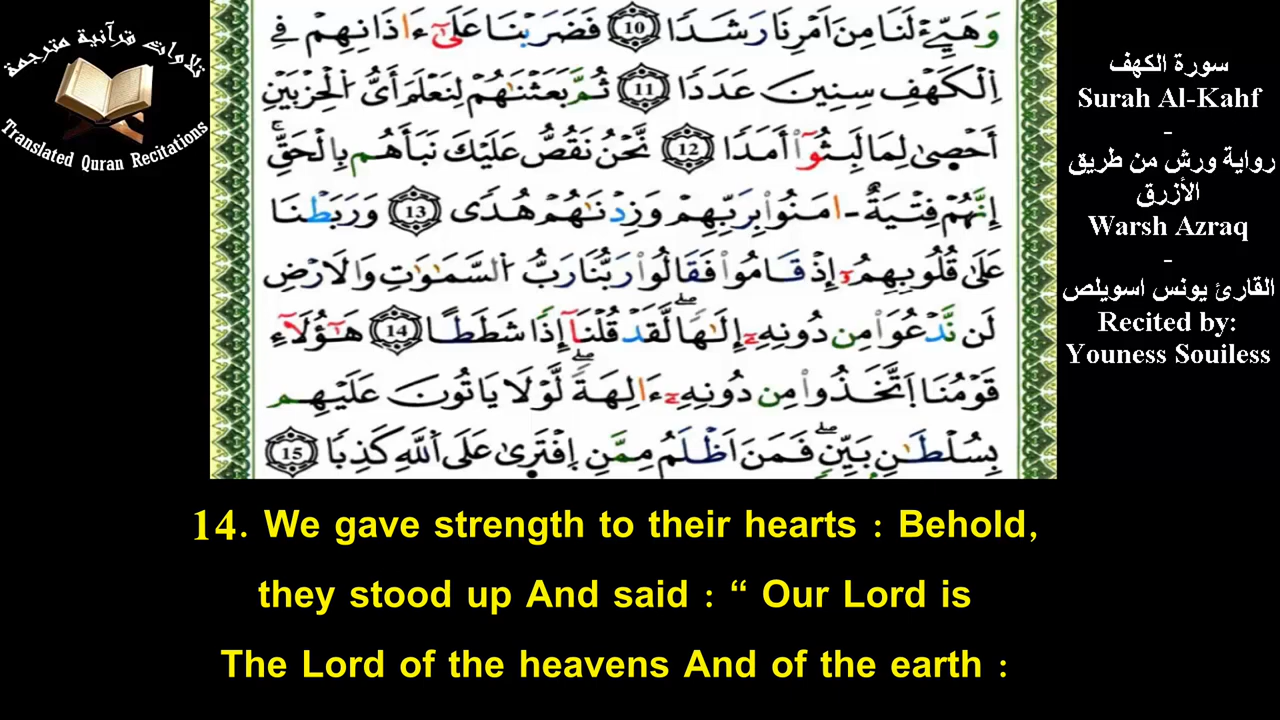 تلاوات قرآنية مترجمة
Translated Quran Recitations
وَهَيِّءْ لَنَا مِنَ اَمْرِنَا رَشَدًا 10 فَضَرَبْنَا عَلَىٰٓ ءَاذَانِهِمْ فِے
اِ۬لْكَهْفِ سِنِينَ عَدَدًا 11 ثُمَّ بَعَثْنَٰهُمْ لِنَعْلَمَ أَيُّ اُ۬لْحِزْبَيْنِ
أَحْص۪ىٰ لِمَا لَبِثُوٓاْ أَمَدًا 12 نَّحْنُ نَقُصُّ عَلَيْكَ نَبَأَهُم بِالْحَقِّۖ
إِنَّهُمْ فِتْيَةٌ ـ امَنُواْ بِرَبِّهِمْ وَزِدْنَٰهُمْ هُدًى 13 وَرَبَطْنَا
عَلَىٰ قُلُوبِهِمُۥٓ إِذْ قَامُواْ فَقَالُواْ رَبُّنَا رَبُّ اُ۬لسَّمَٰوَٰتِ وَالَارْضِ
لَن نَّدْعُوَاْ مِن دُونِهِۦٓ إِلَٰهاٗۖ لَّقَد قُّلْنَآ إِذًا شَطَطًا 14 هَٰٓؤُلَآءِ
قَوْمُنَا اَ۪تَّخَذُواْ مِن دُونِهِۦٓ ءَالِهَةٗۖ لَّوْلَا يَاتُونَ عَلَيْهِم
بِسُلْطَٰنِۢ بَيِّنٖۖ فَمَنَ اَظْلَمُ مِمَّنِ اِ۪فْتَر۪ىٰ عَلَى اَ۬للَّهِ كَذِبًا 15
سورة الكهف
Surah Al-Kahf
-
رواية ورش من طريق
الأزرق
Warsh Azraq
-
القارئ يونس اسويلص
Recited by:
Youness Souiless
14. We gave strength to their hearts : Behold,
they stood up And said : “ Our Lord is
The Lord of the heavens And of the earth :